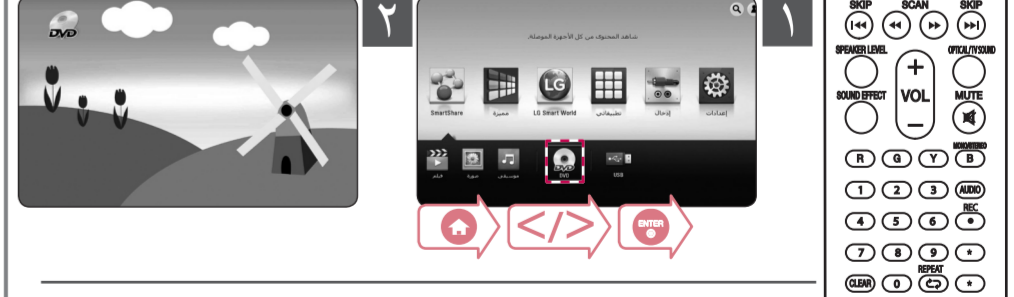 ١
شاهد المحتوى من كل الأجهزة الموصلة.
SmartShare
مميزة
LG
LG Smart World
تطبيقاتي
إدخال
إعدادات
فيلم
صورة
موسيقى
DVD
DVD
USB
</>
ENTER
٢
DVD
SKIP SCAN SKIP
SPEAKER LEVEL
OPTICAL/TV SOUND
+
VOL
−
SOUND EFFECT
MUTE
MONO/STEREO
R G Y B
1 2 3 AUDIO
REC
4 5 6 ●
7 8 9 *
REPEAT
CLEAR 0 *